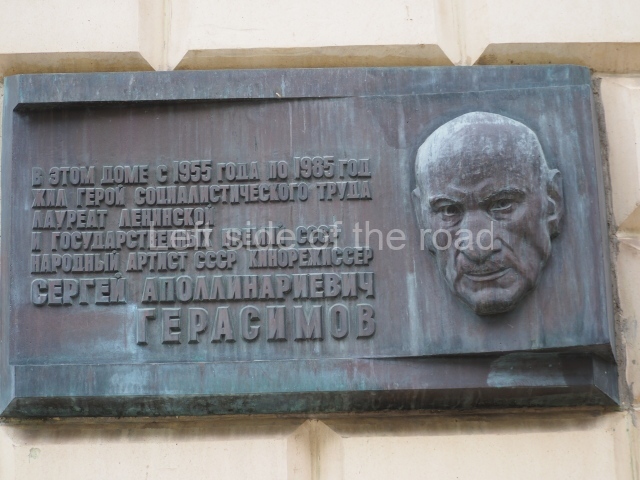 В ЭТОМ ДОМЕ С 1955 ГОДА ПО 1985 ГОД
ЖИЛ ГЕРОЙ СОЦИАЛИСТИЧЕСКОГО ТРУДА
ЛАУРЕАТ ЛЕНИНСКОЙ
И ГОСУДАРСТВЕННЫХ СССР
НАРОДНЫЙ АРТИСТ СССР КИНОРЕЖИССЕР
СЕРГЕЙ АПОЛЛИНАРИЕВИЧ
ГЕРАСИМОВ
Left side of the road